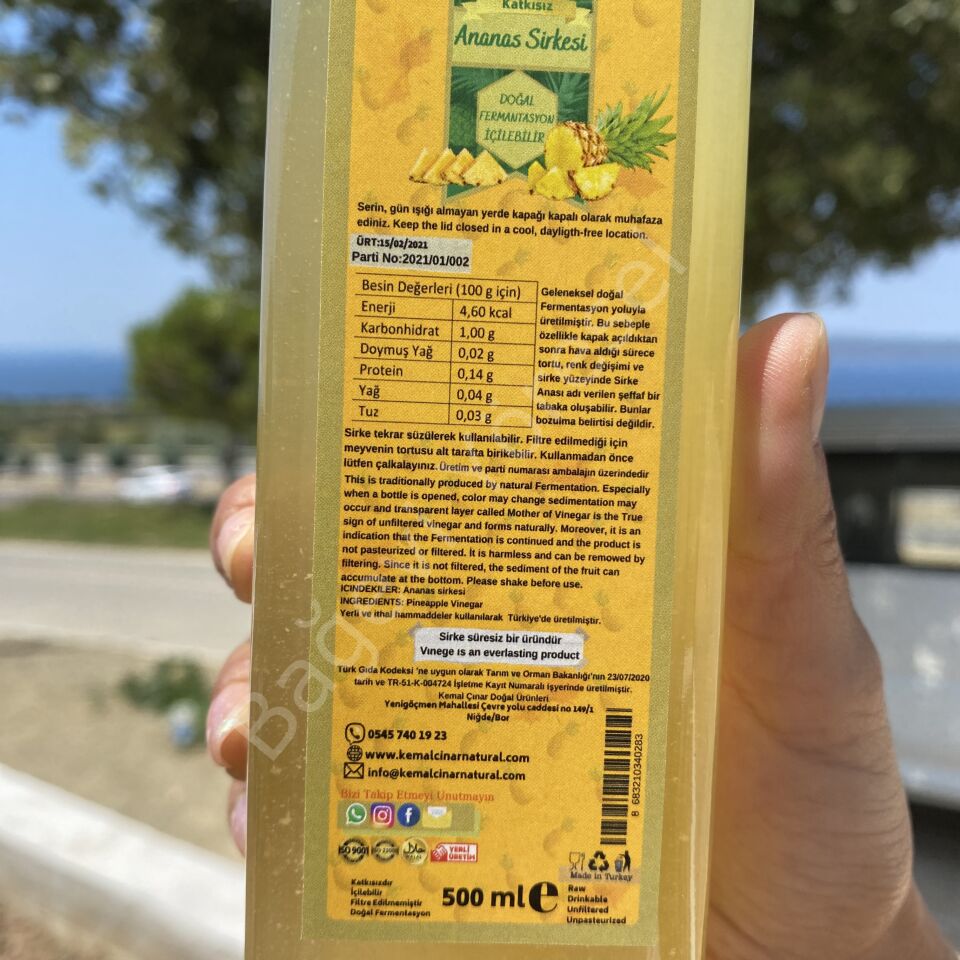 Katkısız
Ananas Sirkesi
DOĞAL
FERMANTASYON
İÇİLEBİLİR
Serin, gün ışığı almayan yerde kapağı kapalı olarak muhafaza
ediniz. Keep the lid closed in a cool, dayligth-free location.
ÜRT:15/02/2021
Parti No:2021/01/002
Besin Değerleri (100 g için)
Enerji 4,60 kcal
Karbonhidrat 1,00 g
Doymuş Yağ 0,02 g
Protein 0,14 g
Yağ 0,04 g
Tuz 0,03 g
Geleneksel doğal
Fermentasyon yoluyla
üretilmiştir. Bu sebeple
özellikle kapak açıldıktan
sonra hava aldığı sürece
tortu, renk değişimi ve
sirke yüzeyinde Sirke
Anası adı verilen şeffaf bir
tabaka oluşabilir. Bunlar
bozulma belirtisi değildir.
Sirke tekrar süzülerek kullanılabilir. Filtre edilmediği için
meyvenin tortusu alt tarafta birikebilir. Kullanmadan önce
lütfen çalkalayınız. Üretim ve parti numarası ambalajın üzerindedir
This is traditionally produced by natural Fermentation. Especially
when a bottle is opened, color may change sedimentation may
occur and transparent layer called Mother of Vinegar is the True
sign of unfiltered vinegar and forms naturally. Moreover, it is an
indication that the Fermentation is continued and the product is
not pasteurized or filtered. İt is harmless and can be removed by
filtering. Since it is not filtered, the sediment of the fruit can
accumulate at the bottom. Please shake before use.
ICINDEKILER: Ananas sirkesi
INGREDIENTS: Pineapple Vinegar
Yerli ve ithal hammaddeler kullanılarak Türkiye'de üretilmiştir.
Sirke süresiz bir üründür
Vınege ıs an everlasting product
Türk Gıda Kodeksi 'ne uygun olarak Tarım ve Orman Bakanlığı'nın 23/07/2020
tarih ve TR-51-K-004724 İşletme Kayıt Numaralı işyerinde üretilmiştir.
Kemal Çınar Doğal Ürünleri
Yenigöçmen Mahallesi Çevre yolu caddesi no 149/1
Niğde/Bor
0545 740 19 23
www.kemalcinarnatural.com
info@kemalcinarnatural.com
Bizi Takip Etmeyi Unutmayın
8 683210 340283
ISO 9001
YERLİ
ÜRETİM
Made in Turkey
Katkısızdır
İçilebilir
Filtre Edilmemiştir
Doğal Fermantasyon
500 ml e
Raw
Drinkable
Unfiltered
Unpasteurized